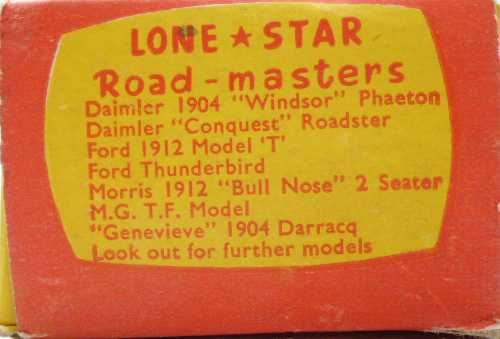 LONE ★ STAR
Road-masters
Daimler 1904 "Windsor" Phaeton
Daimler "Conquest" Roadster
Ford 1912 Model 'T'
Ford Thunderbird
Morris 1912 "Bull Nose" 2 Seater
M.G. T.F. Model
"Genevieve" 1904 Darracq
Look out for further models